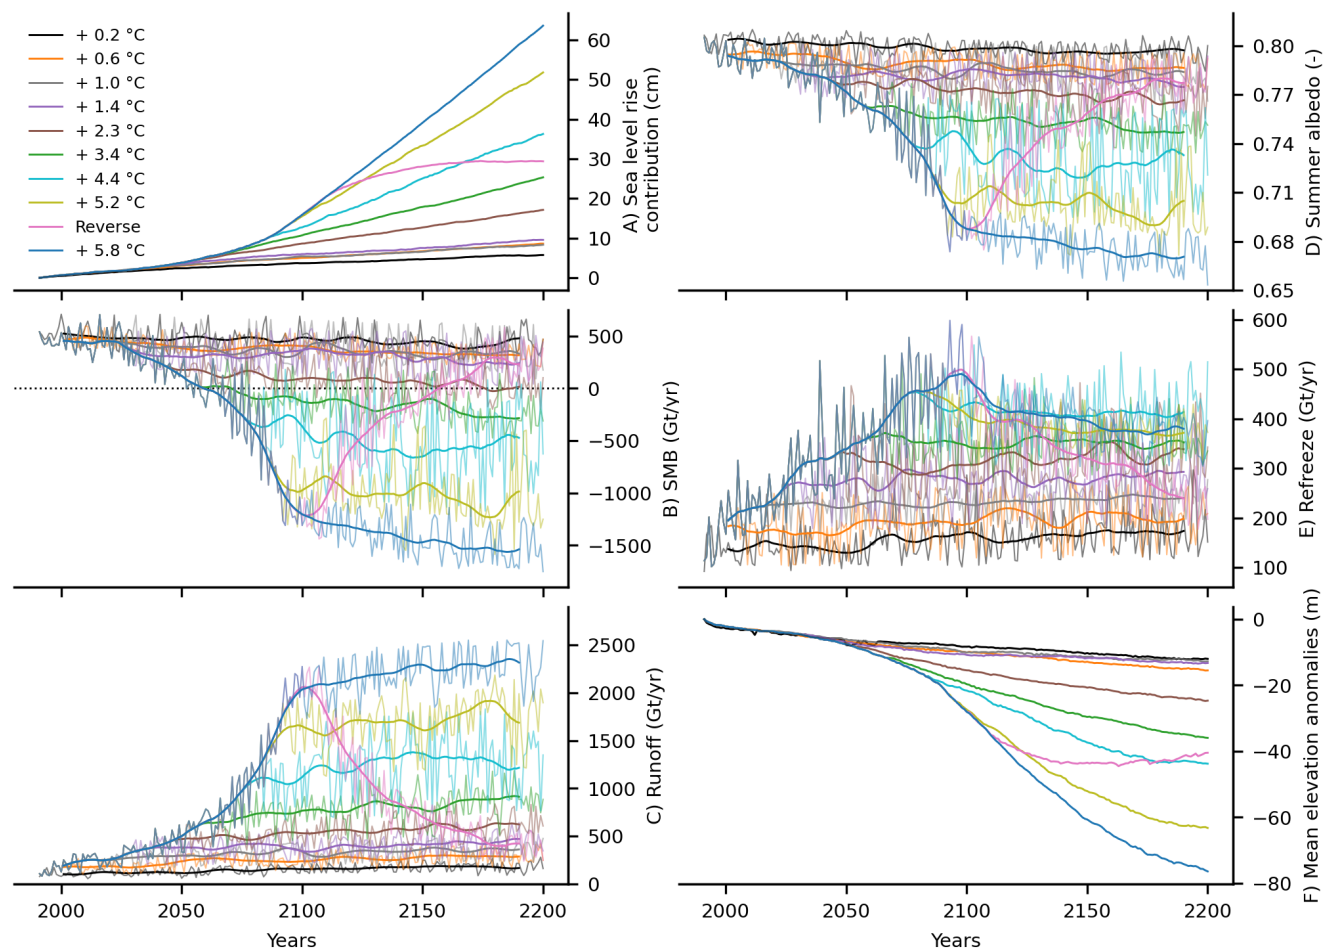 + 0.2 °C
+ 0.6 °C
+ 1.0 °C
+ 1.4 °C
+ 2.3 °C
+ 3.4 °C
+ 4.4 °C
+ 5.2 °C
Reverse
+ 5.8 °C
60
50
40
30
20
10
0
A) Sea level rise
contribution (cm)
0.80
0.77
0.74
0.71
0.68
0.65
D) Summer albedo (-)
500
0
−500
−1000
−1500
B) SMB (Gt/yr)
600
500
400
300
200
100
E) Refreeze (Gt/yr)
2500
2000
1500
1000
500
0
C) Runoff (Gt/yr)
2000
2050
2100
2150
2200
Years
0
−20
−40
−60
−80
F) Mean elevation anomalies (m)
2000
2050
2100
2150
2200
Years